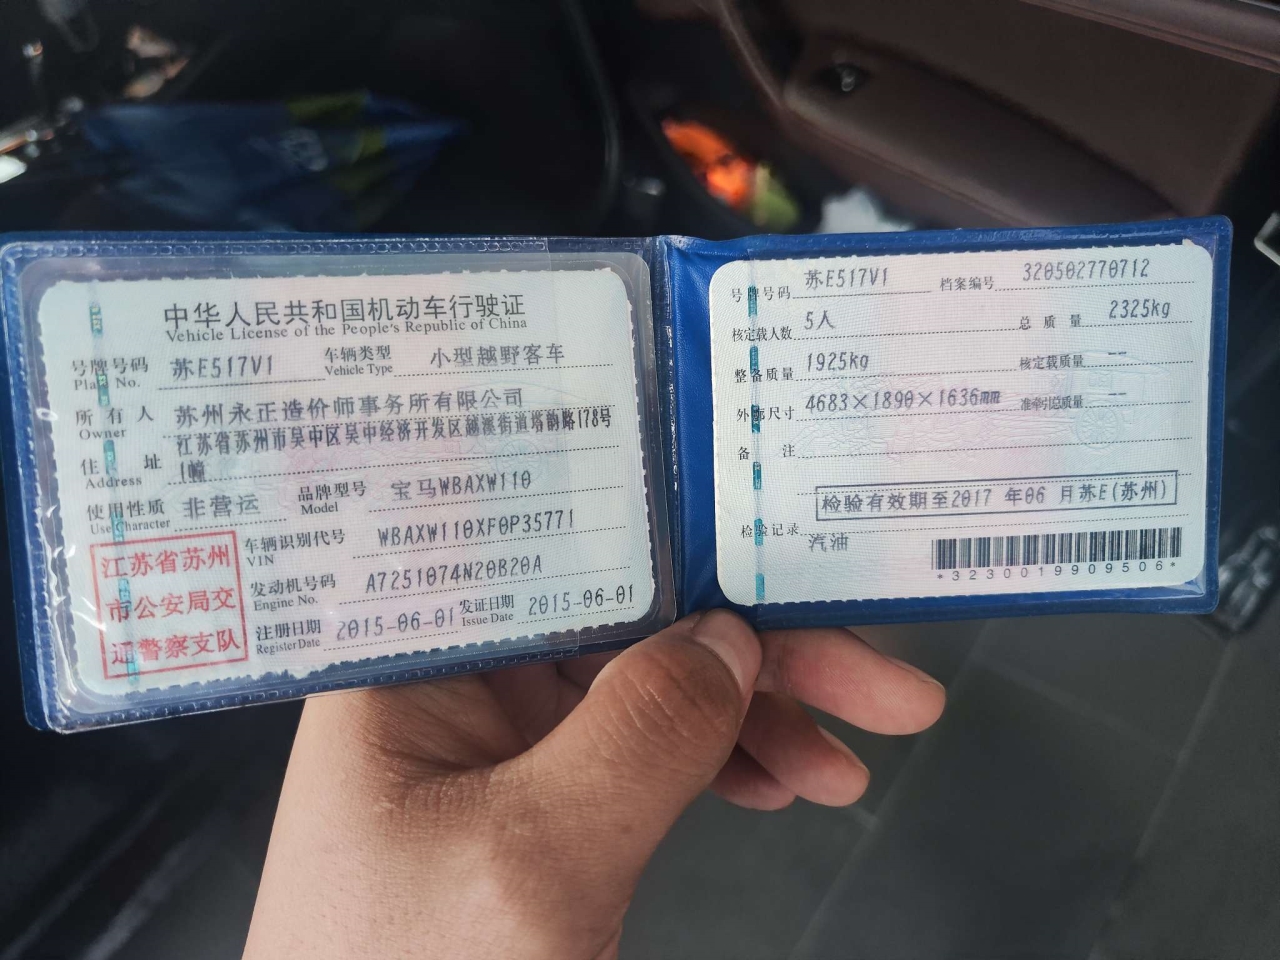 中华人民共和国机动车行驶证
Vehicle License of the People's Republic of China
号牌号码 苏E517V1 车辆类型 小型越野客车
Plate No. Vehicle Type
所有人 苏州永正造价师事务所有限公司
Owner
住址 江苏省苏州市吴中区吴中经济开发区越溪街道塔韵路178号
Address 1幢
使用性质 非营运 品牌型号 宝马WBAXW110
Use Character Model
江苏省苏州
市公安局交
通警察支队
车辆识别代号 WBAXW110XF0P35771
VIN
发动机号码 A7251074N20B20A
Engine No.
注册日期 2015-06-01 发证日期 2015-06-01
Register Date Issue Date
号牌号码 苏E517V1 档案编号 320502770712
核定载人数 5人 总质量 2325kg
整备质量 1925kg 核定载质量 --
外廓尺寸 4683×1890×1636mm 准牵引总质量 --
备注
检验有效期至2017 年06 月苏E(苏州)
检验记录
汽油
*3230019909506*